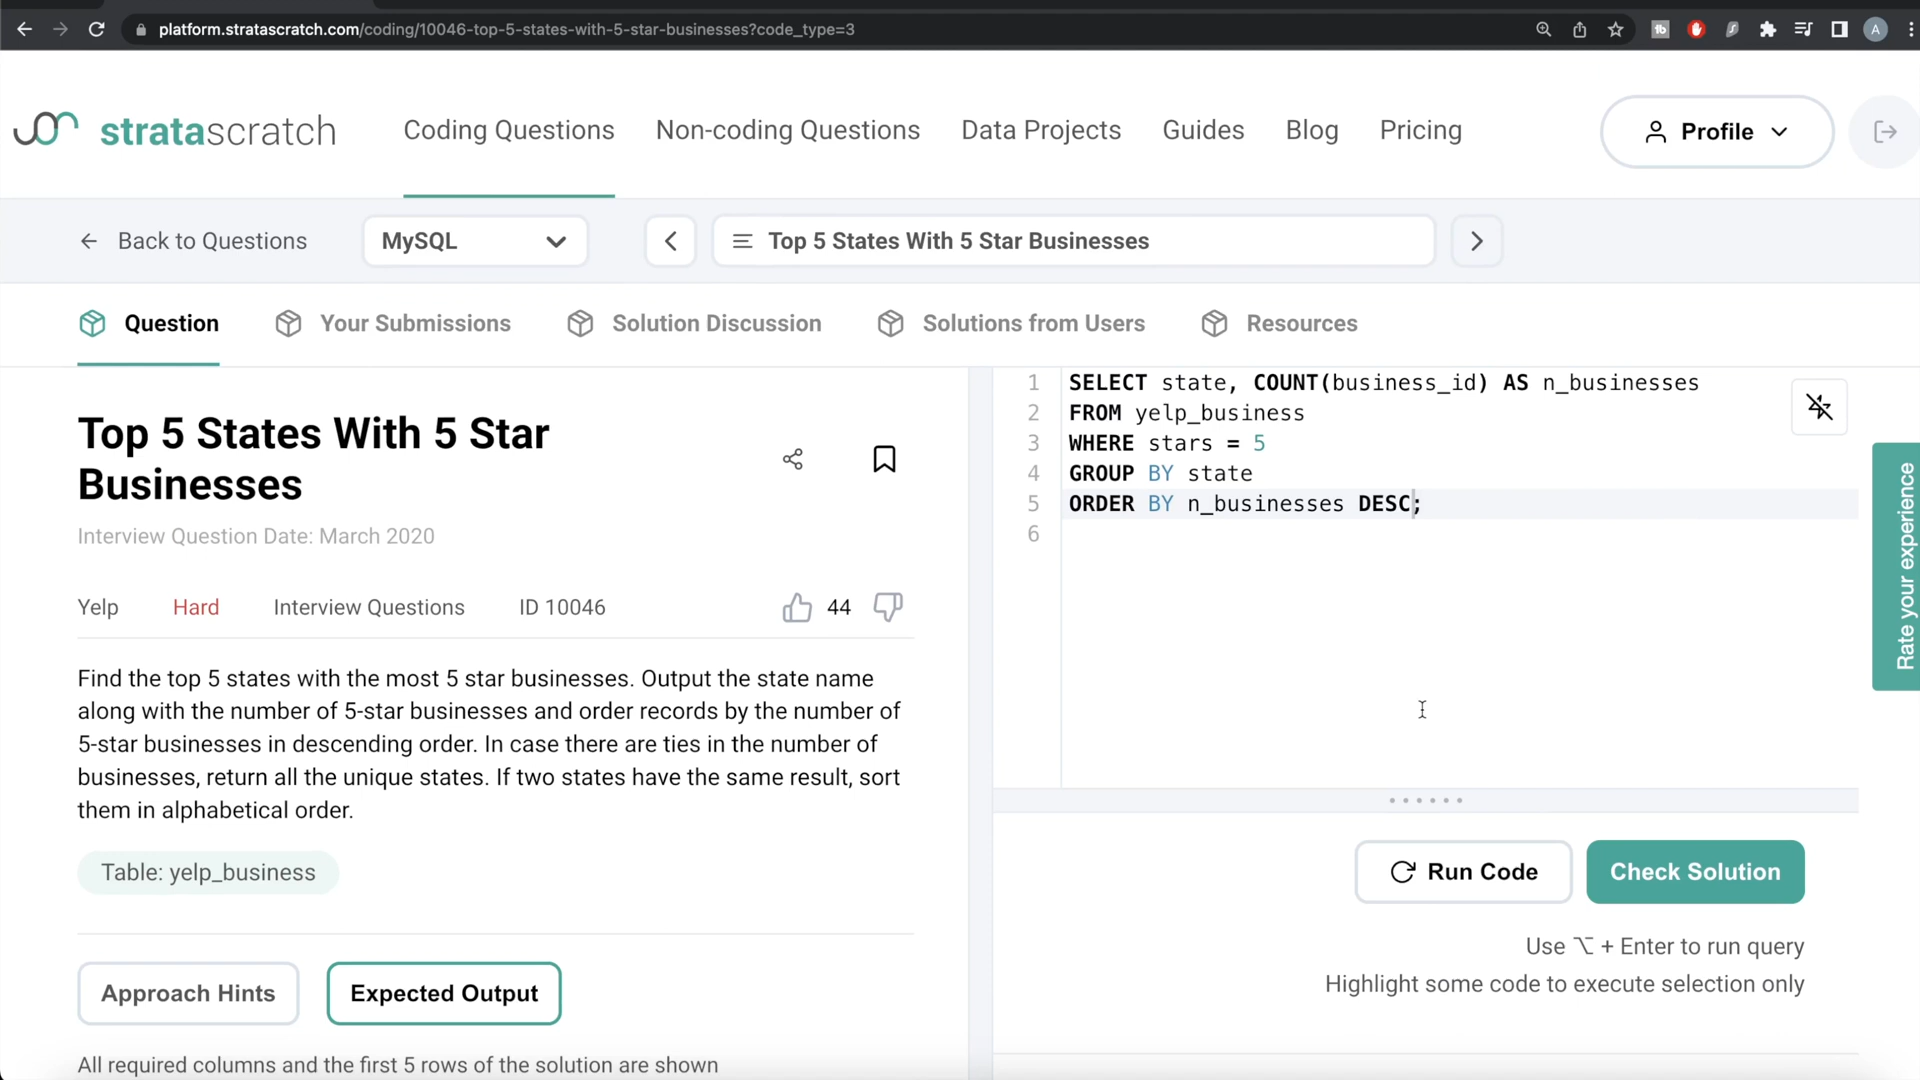 platform.stratascratch.com/coding/10046-top-5-states-with-5-star-businesses?code_type=3
tb
A
stratascratch
Coding Questions
Non-coding Questions
Data Projects
Guides
Blog
Pricing
Profile
Back to Questions
MySQL
Top 5 States With 5 Star Businesses
Question
Your Submissions
Solution Discussion
Solutions from Users
Resources
Top 5 States With 5 Star
Businesses
Interview Question Date: March 2020
Yelp
Hard
Interview Questions
ID 10046
44
Find the top 5 states with the most 5 star businesses. Output the state name
along with the number of 5-star businesses and order records by the number of
5-star businesses in descending order. In case there are ties in the number of
businesses, return all the unique states. If two states have the same result, sort
them in alphabetical order.
Table: yelp_business
Approach Hints
Expected Output
All required columns and the first 5 rows of the solution are shown
1 SELECT state, COUNT(business_id) AS n_businesses
2 FROM yelp_business
3 WHERE stars = 5
4 GROUP BY state
5 ORDER BY n_businesses DESC;
6
Run Code
Check Solution
Use ⌥ + Enter to run query
Highlight some code to execute selection only
Rate your experience